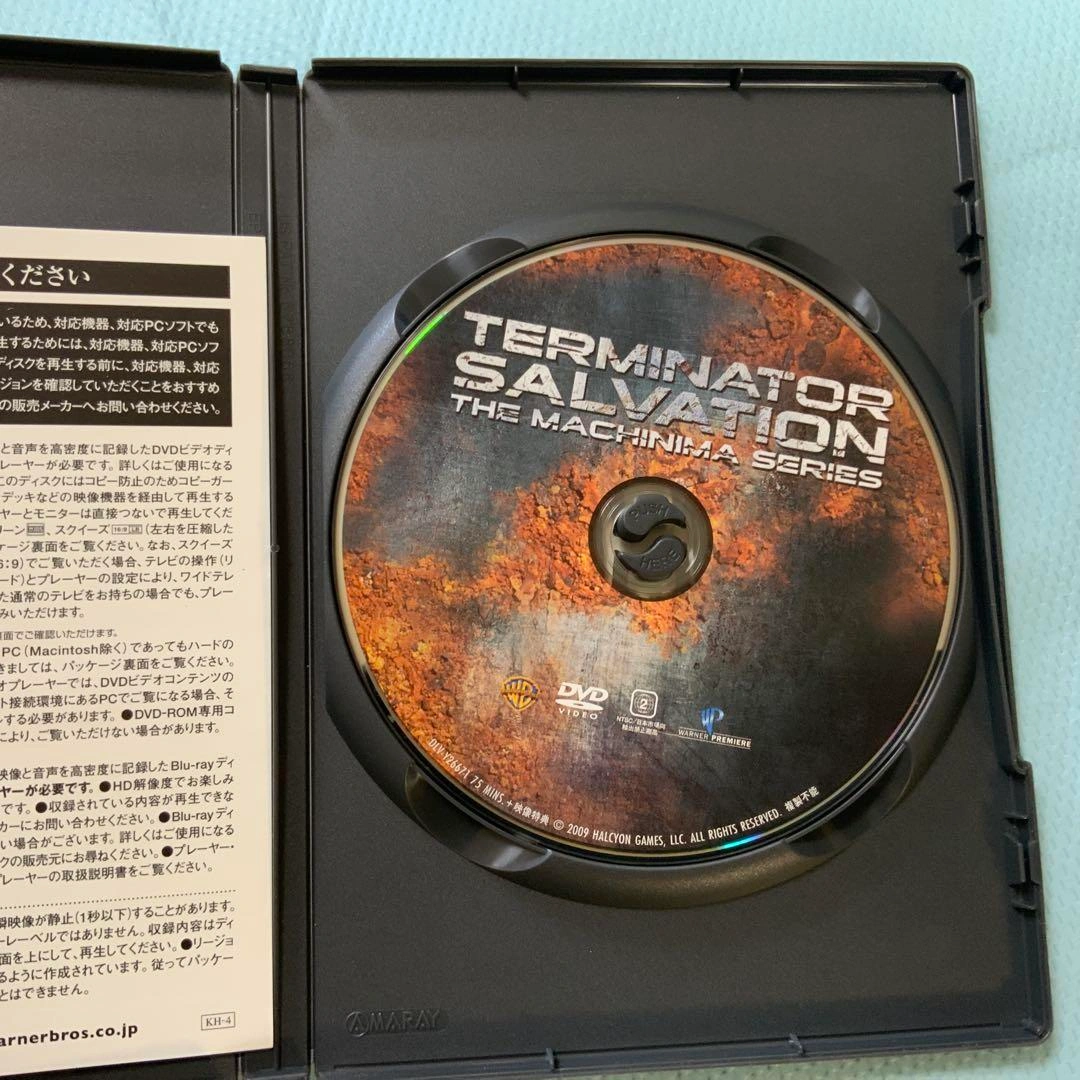 ください
いるため、対応機器、対応PCソフトでも
生するためには、対応機器、対応PCソフ
ディスクを再生する前に、対応機器、対応
ージョンを確認していただくことをおすすめ
の販売メーカーへお問い合わせください。
と音声を高密度に記録したDVDビデオディ
レーヤーが必要です。詳しくはご使用になる
このディスクにはコピー防止のためコピーガー
デッキなどの映像機器を経由して再生する
ヤーとモニターは直接つないで再生してくだ
リーン、スクイーズ 16:9 LB (左右を圧縮した
ケージ裏面をご覧ください。なお、スクイーズ
6:9)でご覧いただく場合、テレビの操作(リ
ード)とプレーヤーの設定により、ワイドテレ
た通常のテレビをお持ちの場合でも、プレー
みいただけます。
裏面でご確認いただけます。
PC(Macintosh除く)であってもハードの
きましては、パッケージ裏面をご覧ください。
オプレーヤーでは、DVDビデオコンテンツの
ト接続環境にあるPCでご覧になる場合、そ
ルする必要があります。●DVD-ROM専用コ
により、ご覧いただけない場合があります。
映像と音声を高密度に記録したBlu-rayディ
ヤーが必要です。●HD解像度でお楽しみ
です。●収録されている内容が再生できな
カーにお問い合わせください。●Blu-rayディ
い場合がございます。詳しくはご使用になる
クの販売元にお尋ねください。●プレーヤー・
プレーヤーの取扱説明書をご覧ください。
瞬映像が静止(1秒以下)することがあります。
ーレーベルではありません。収録内容はディ
面を上にして、再生してください。●リージョ
るように作成されています。従ってパッケー
とはできません。
arnerbros.co.jp
KH-4
TERMINATOR
SALVATION
THE MACHINIMA SERIES
PUSH
HERE
WB
DVD
VIDEO
2
NTSC/日本市場向
輸出禁止商品
WP
WARNER PREMIERE
DLV-Y26671 75 MINS.+映像特典 © 2009 HALCYON GAMES, LLC. ALL RIGHTS RESERVED. 複製不能
AMARAY